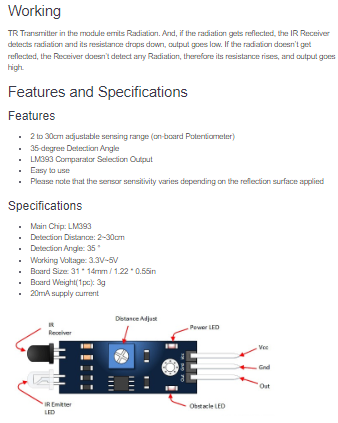 Working
TR Transmitter in the module emits Radiation. And, if the radiation gets reflected, the IR Receiver
detects radiation and its resistance drops down, output goes low. If the radiation doesn't get
reflected, the Receiver doesn't detect any Radiation, therefore its resistance rises, and output goes
high.
Features and Specifications
Features
• 2 to 30cm adjustable sensing range (on-board Potentiometer)
• 35-degree Detection Angle
• LM393 Comparator Selection Output
• Easy to use
• Please note that the sensor sensitivity varies depending on the reflection surface applied
Specifications
• Main Chip: LM393
• Detection Distance: 2~30cm
• Detection Angle: 35 °
• Working Voltage: 3.3V~5V
• Board Size: 31 * 14mm / 1.22 * 0.55in
• Board Weight(1pc): 3g
• 20mA supply current
Distance Adjust
IR
Receiver
Power LED
Vcc
Gnd
Out
IR Emitter
LED
Obstacle LED